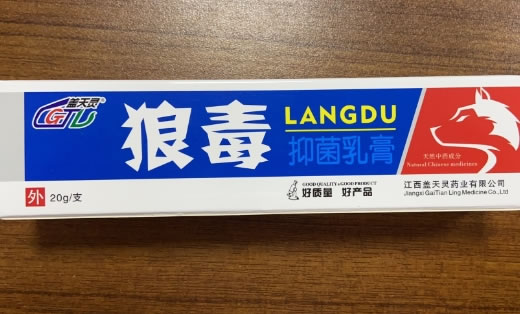 盖天灵
GTL
狼毒
LANGDU
抑菌乳膏
天然中药成分
Natural Chinese medicines
外 20g/支
GOOD QUALITY & GOOD PRODUCT
好质量 好产品
江西盖天灵药业有限公司
Jiangxi GaiTian Ling Medicine Co.,Ltd